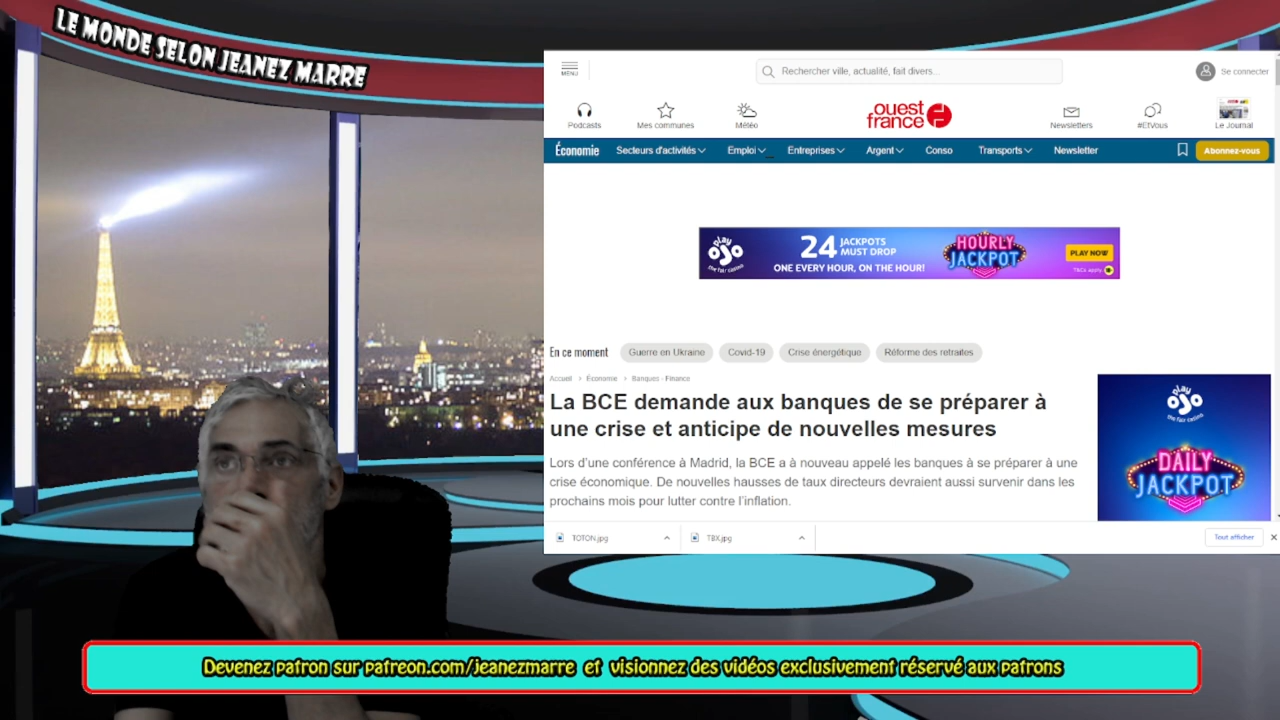 LE MONDE SELON JEANEZ MARRE
MENU
Rechercher ville, actualité, fait divers...
Se connecter
Podcasts
Mes communes
Météo
ouest
france
Newsletters
#EtVous
Le Journal
Économie
Secteurs d'activités
Emploi
Entreprises
Argent
Conso
Transports
Newsletter
Abonnez-vous
play
OJO
the fair casino
24 JACKPOTS
MUST DROP
ONE EVERY HOUR, ON THE HOUR!
HOURLY
JACKPOT
PLAY NOW
T&Cs apply
En ce moment
Guerre en Ukraine
Covid-19
Crise énergétique
Réforme des retraites
Accueil > Économie > Banques - Finance
La BCE demande aux banques de se préparer à
une crise et anticipe de nouvelles mesures
Lors d'une conférence à Madrid, la BCE a à nouveau appelé les banques à se préparer à une
crise économique. De nouvelles hausses de taux directeurs devraient aussi survenir dans les
prochains mois pour lutter contre l'inflation.
play
OJO
the fair casino
DAILY
JACKPOT
TOTON.jpg
TBX.jpg
Tout afficher
Devenez patron sur patreon.com/jeanezmarre et visionnez des vidéos exclusivement réservé aux patrons